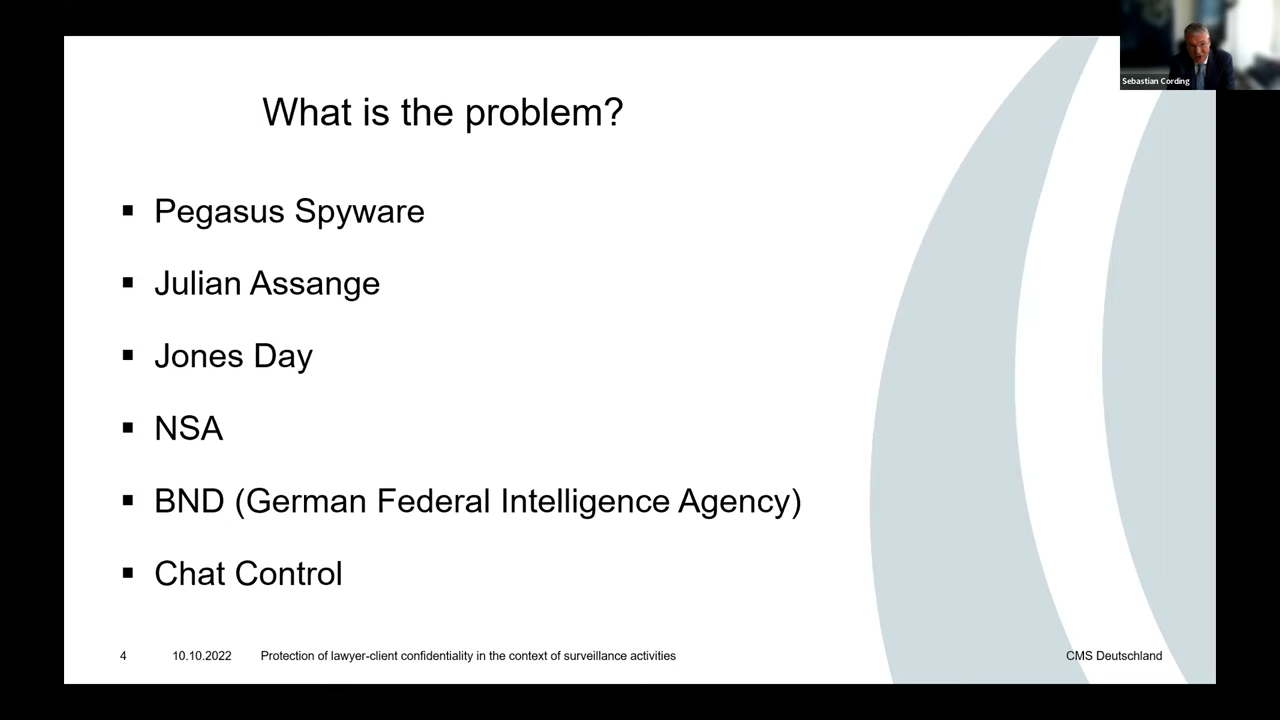 Sebastian Cording
What is the problem?
▪ Pegasus Spyware
▪ Julian Assange
▪ Jones Day
▪ NSA
▪ BND (German Federal Intelligence Agency)
▪ Chat Control
4 10.10.2022 Protection of lawyer-client confidentiality in the context of surveillance activities CMS Deutschland